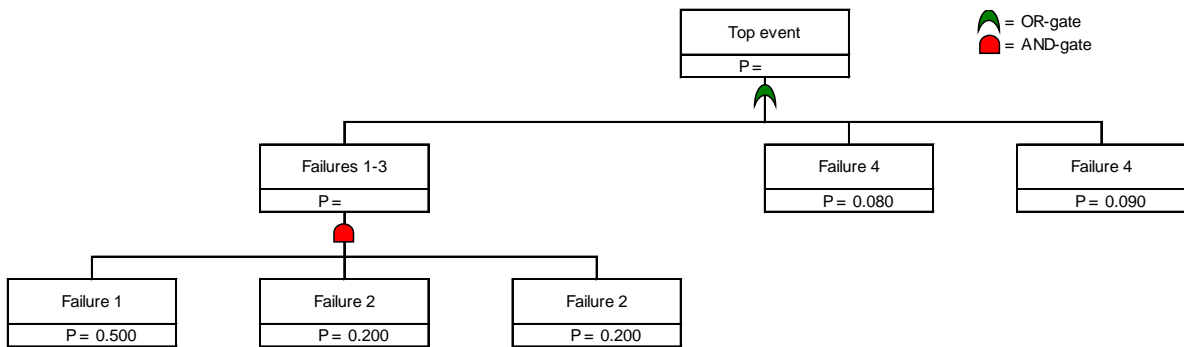 Top event
P =
= OR-gate
= AND-gate
Failures 1-3
P =
Failure 4
P = 0.080
Failure 4
P = 0.090
Failure 1
P = 0.500
Failure 2
P = 0.200
Failure 2
P = 0.200